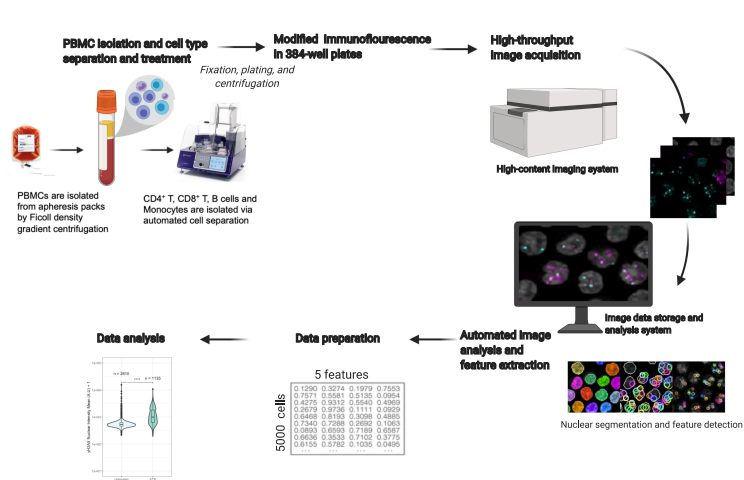 PBMC isolation and cell type
separation and treatment
Modified Immunoflourescence
in 384-well plates
High-throughput
image acquisition
Fixation, plating, and
centrifugation
High-content imaging system
PBMCs are isolated
from apheresis packs
by Ficoll density
gradient centrifugation
CD4⁺ T, CD8⁺ T, B cells and
Monocytes are isolated via
automated cell separation
Image data storage and
analysis system
Data analysis
Data preparation
Automated image
analysis and
feature extraction
5 features
5000 cells
0.1290 0.3274 0.1979 0.7553
0.7571 0.5581 0.5135 0.0954
0.4275 0.9312 0.5540 0.4969
0.2679 0.9736 0.1111 0.0929
0.6468 0.8193 0.3098 0.4885
0.7340 0.7288 0.2692 0.1063
0.0893 0.6593 0.7189 0.6587
0.6636 0.3533 0.7102 0.3775
0.6155 0.5782 0.1035 0.0495
... ... ... ...
Nuclear segmentation and feature detection